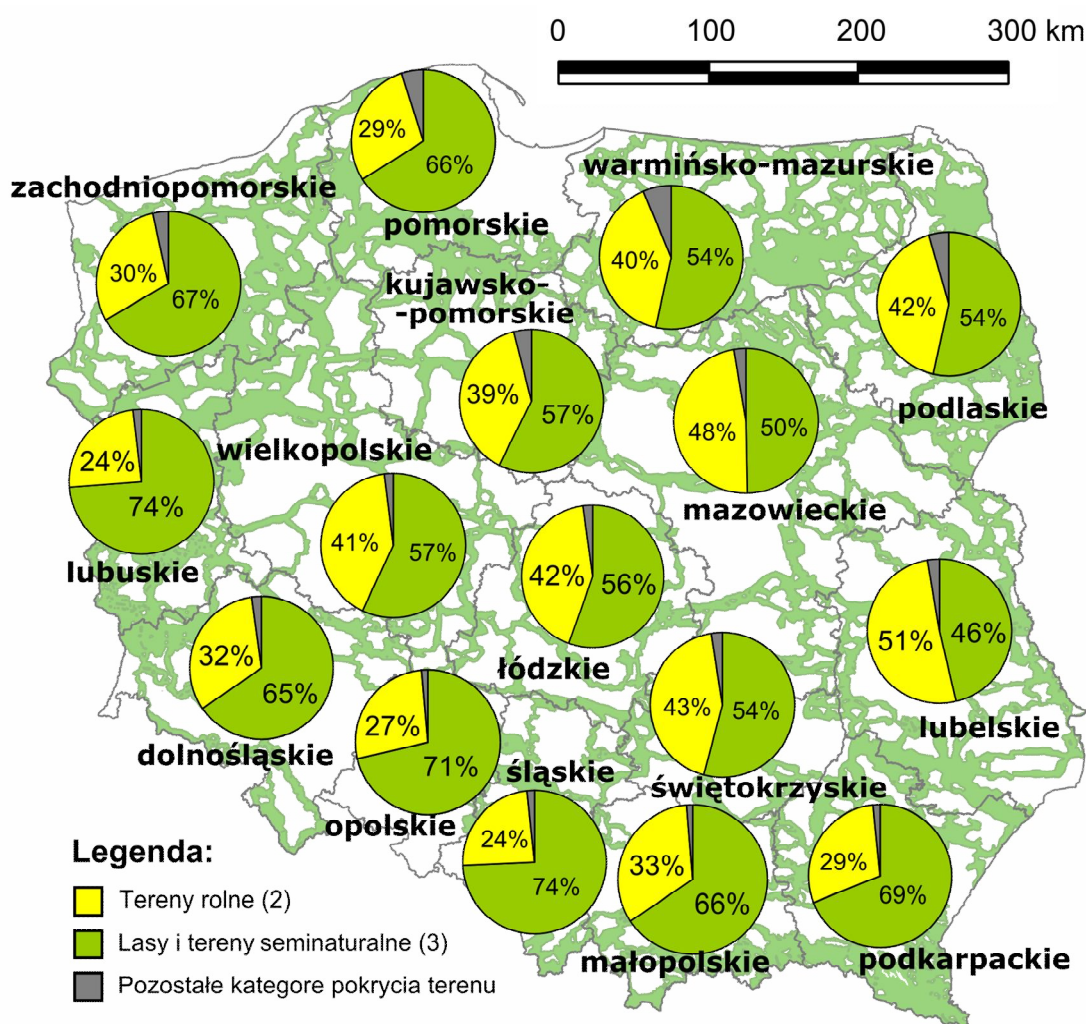 0 100 200 300 km
29%
66%
pomorskie
warmińsko-mazurskie
40%
54%
zachodniopomorskie
30%
67%
kujawsko-
-pomorskie
39%
57%
42%
54%
podlaskie
48%
50%
mazowieckie
24%
74%
lubuskie
wielkopolskie
41%
57%
42%
56%
łódzkie
51%
46%
lubelskie
32%
65%
dolnośląskie
27%
71%
opolskie
43%
54%
świętokrzyskie
śląskie
24%
74%
33%
66%
małopolskie
29%
69%
podkarpackie
Legenda:
Tereny rolne (2)
Lasy i tereny seminaturalne (3)
Pozostałe kategore pokrycia terenu